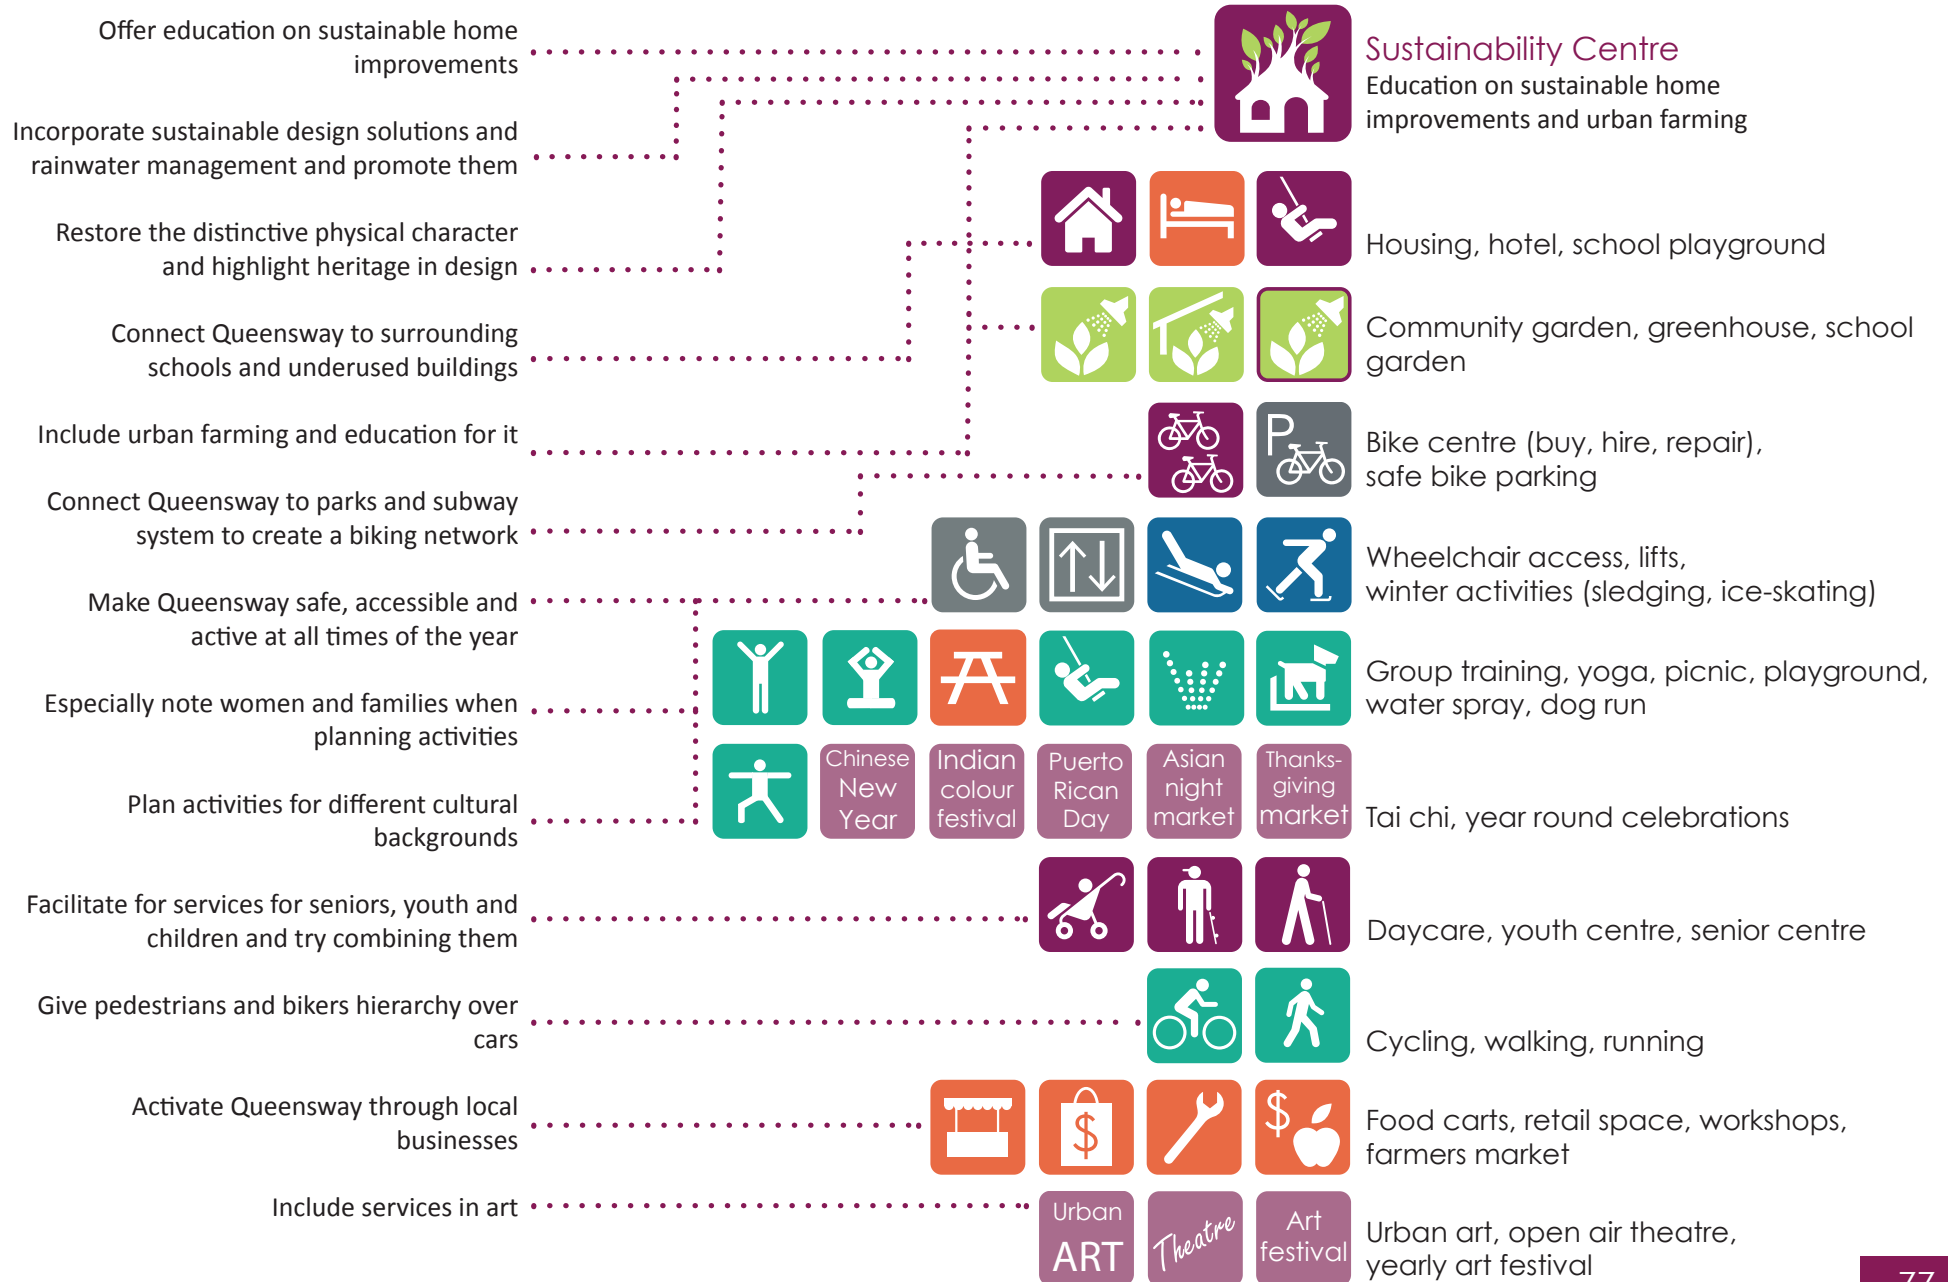 Offer education on sustainable home
improvements
Incorporate sustainable design solutions and
rainwater management and promote them
Restore the distinctive physical character
and highlight heritage in design
Connect Queensway to surrounding
schools and underused buildings
Include urban farming and education for it
Connect Queensway to parks and subway
system to create a biking network
Make Queensway safe, accessible and
active at all times of the year
Especially note women and families when
planning activities
Plan activities for different cultural
backgrounds
Facilitate for services for seniors, youth and
children and try combining them
Give pedestrians and bikers hierarchy over
cars
Activate Queensway through local
businesses
Include services in art
Sustainability Centre
Education on sustainable home
improvements and urban farming
Housing, hotel, school playground
Community garden, greenhouse, school
garden
P
Bike centre (buy, hire, repair),
safe bike parking
Wheelchair access, lifts,
winter activities (sledging, ice-skating)
Group training, yoga, picnic, playground,
water spray, dog run
Chinese
New
Year
Indian
colour
festival
Puerto
Rican
Day
Asian
night
market
Thanks-
giving
market
Tai chi, year round celebrations
Daycare, youth centre, senior centre
Cycling, walking, running
$
$
Food carts, retail space, workshops,
farmers market
Urban
ART
Theatre
Art
festival
Urban art, open air theatre,
yearly art festival
77